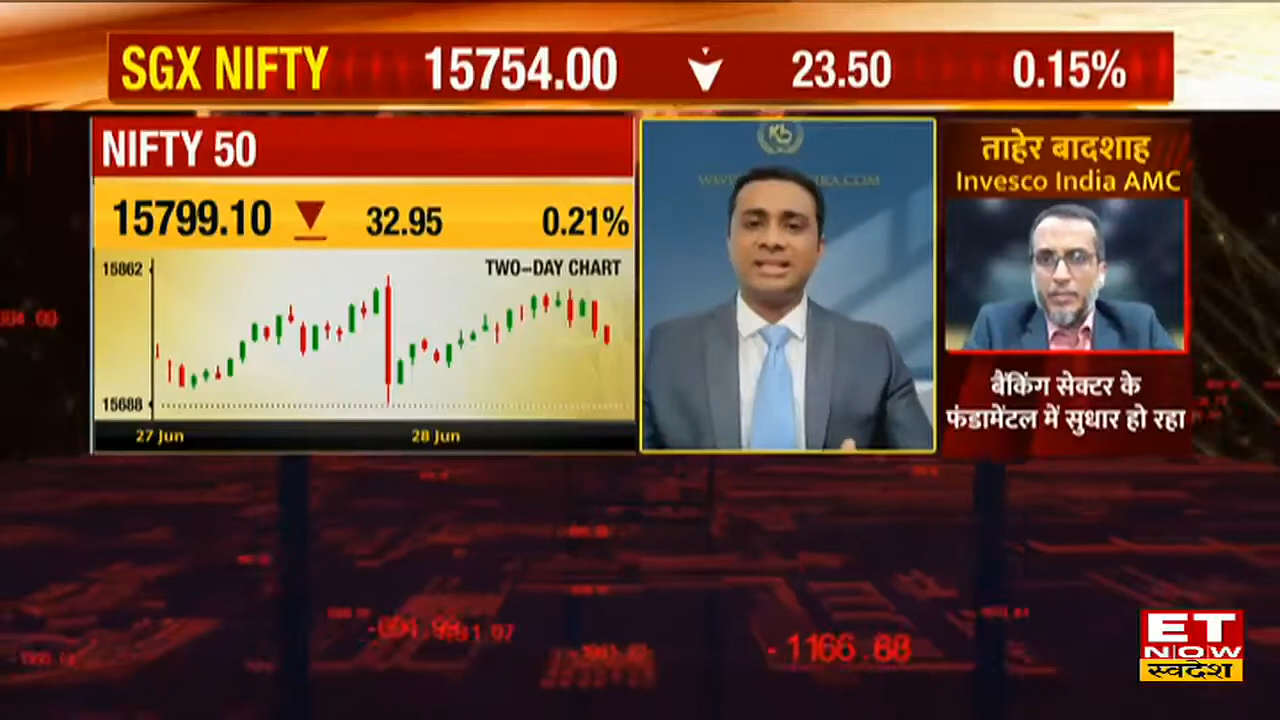 SGX NIFTY 15754.00 23.50 0.15%
NIFTY 50
15799.10 32.95 0.21%
15862 TWO-DAY CHART
15688
27 Jun 28 Jun
ताहेर बादशाह
Invesco India AMC
बैंकिंग सेक्टर के
फंडामेंटल में सुधार हो रहा
-1166.68
ET
NOW
स्वदेश